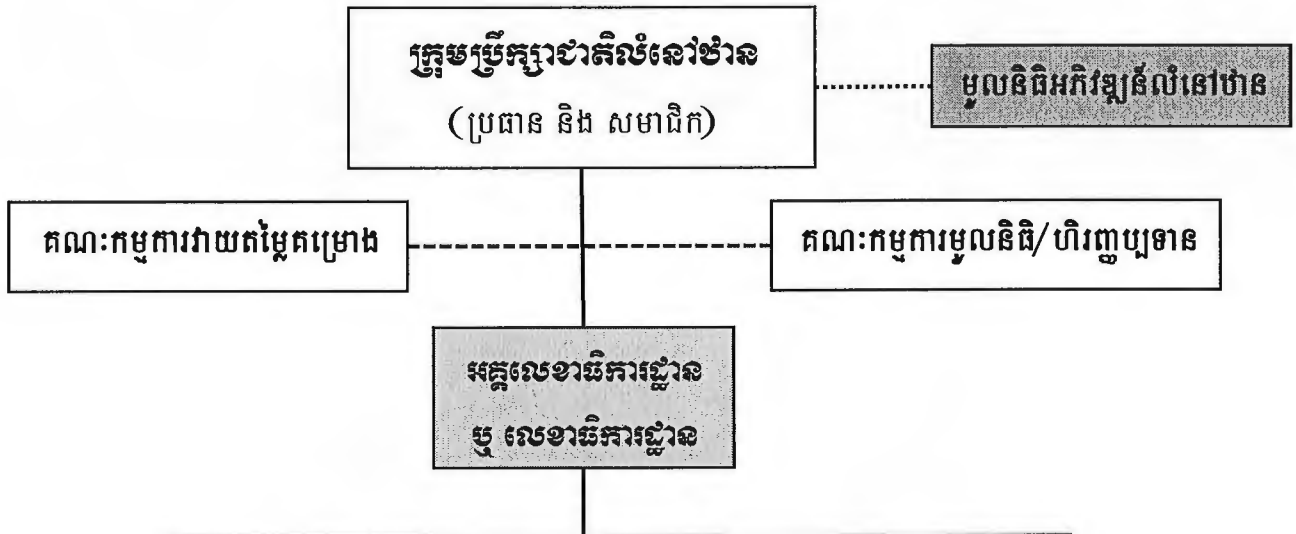 ក្រុមប្រឹក្សាជាតិលំនៅឋាន
(ប្រធាន និង សមាជិក)
មូលនិធិអភិវឌ្ឍន៍លំនៅឋាន
គណៈកម្មការវាយតម្លៃគម្រោង
គណៈកម្មការមូលនិធិ/ហិរញ្ញប្បទាន
អគ្គលេខាធិការដ្ឋាន
ឬ លេខាធិការដ្ឋាន